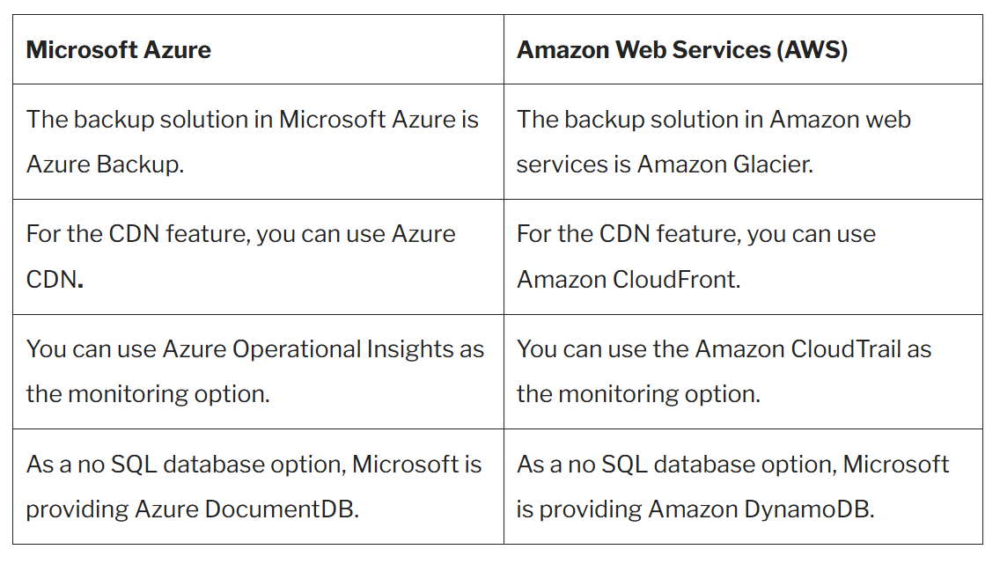 Microsoft Azure
Amazon Web Services (AWS)
The backup solution in Microsoft Azure is
Azure Backup.
The backup solution in Amazon web
services is Amazon Glacier.
For the CDN feature, you can use Azure
CDN.
For the CDN feature, you can use
Amazon CloudFront.
You can use Azure Operational Insights as
the monitoring option.
You can use the Amazon CloudTrail as
the monitoring option.
As a no SQL database option, Microsoft is
providing Azure DocumentDB.
As a no SQL database option, Microsoft
is providing Amazon DynamoDB.